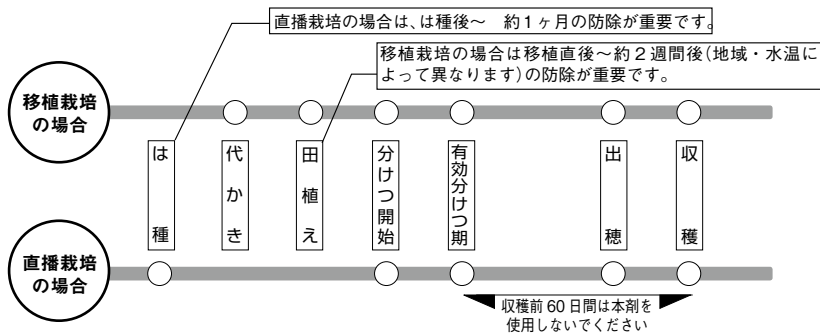 直播栽培の場合は、は種後〜　約1ヶ月の防除が重要です。
移植栽培の場合は移植直後〜約2週間後(地域・水温に
よって異なります)の防除が重要です。
移植栽培
の場合
は種
代かき
田植え
分けつ開始
有効分けつ期
出穂
収穫
直播栽培
の場合
収穫前60日間は本剤を
使用しないでください